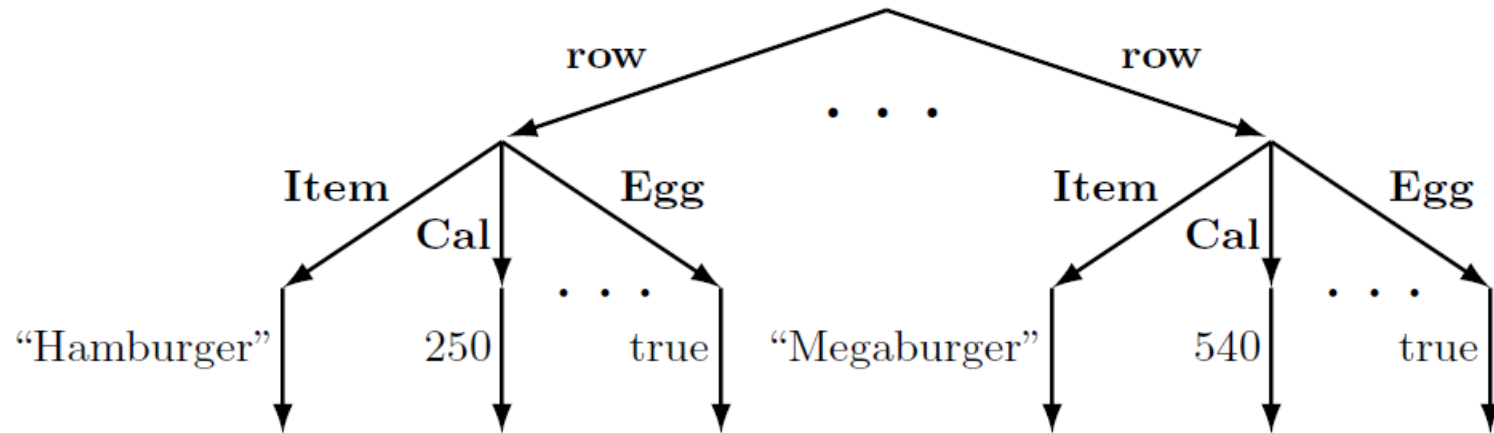 row row
. . .
Item Egg Item Egg
Cal Cal
. . . . . .
“Hamburger” 250 true “Megaburger” 540 true